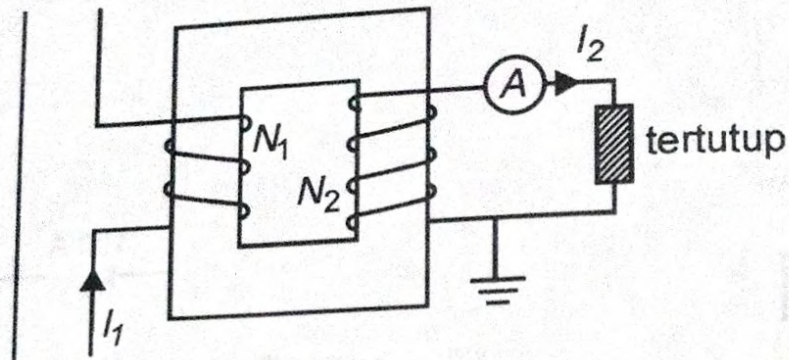 I₂
A
N₁
tertutup
N₂
I₁